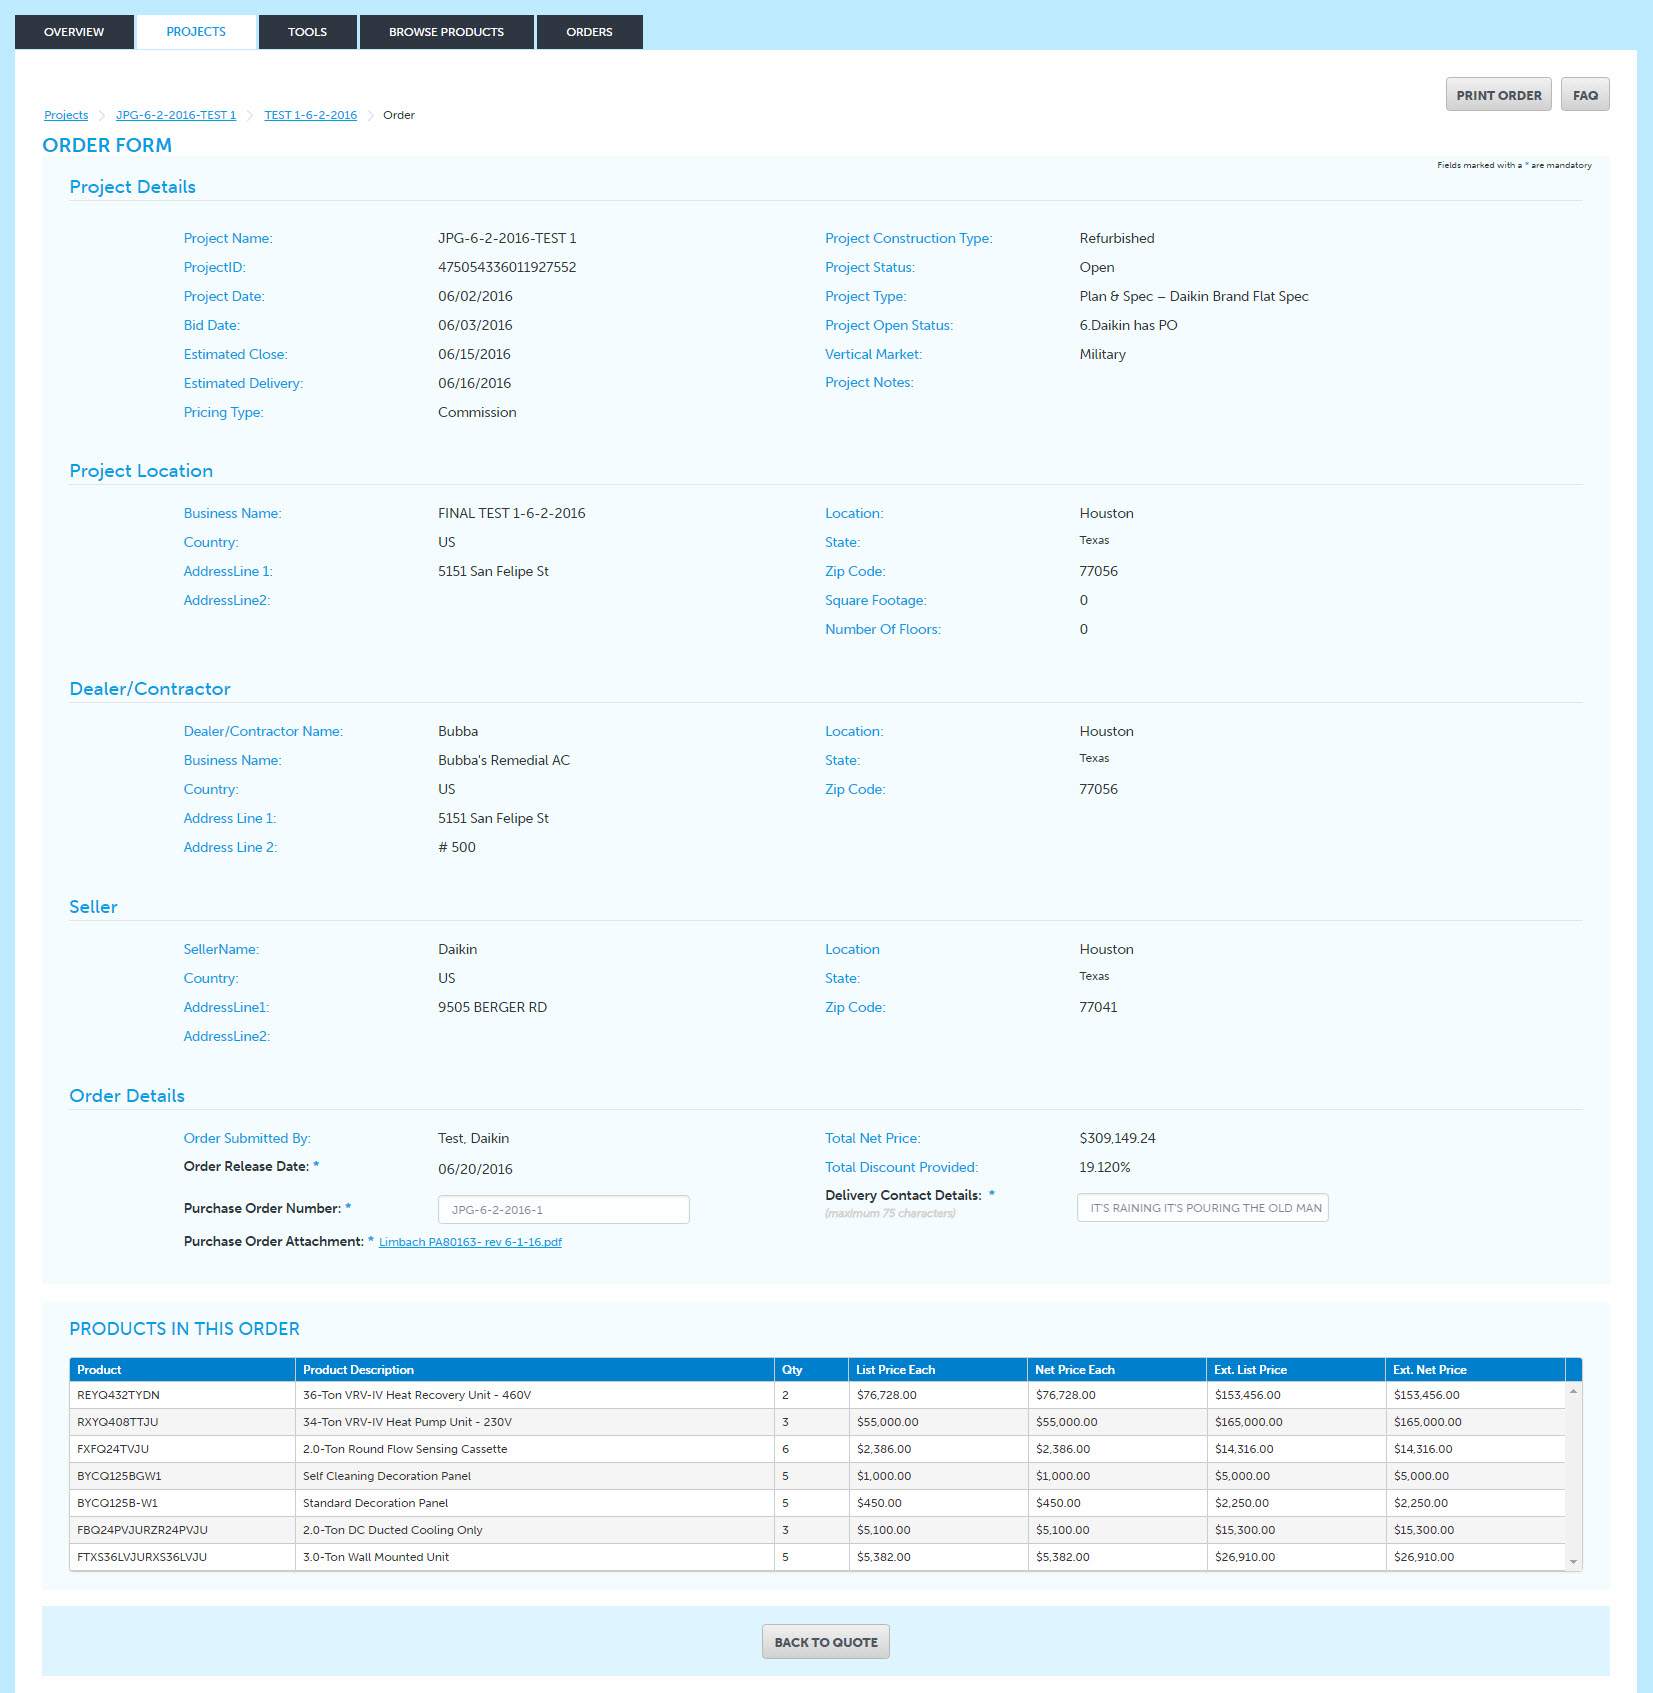 OVERVIEW PROJECTS TOOLS BROWSE PRODUCTS ORDERS
PRINT ORDER FAQ
Projects JPG-6-2-2016-TEST 1 TEST 1-6-2-2016 Order
ORDER FORM
Fields marked with a * are mandatory
Project Details
Project Name: JPG-6-2-2016-TEST 1 Project Construction Type: Refurbished
ProjectID: 475054336011927552 Project Status: Open
Project Date: 06/02/2016 Project Type: Plan & Spec – Daikin Brand Flat Spec
Bid Date: 06/03/2016 Project Open Status: 6.Daikin has PO
Estimated Close: 06/15/2016 Vertical Market: Military
Estimated Delivery: 06/16/2016 Project Notes:
Pricing Type: Commission
Project Location
Business Name: FINAL TEST 1-6-2-2016 Location: Houston
Country: US State: Texas
AddressLine 1: 5151 San Felipe St Zip Code: 77056
AddressLine2: Square Footage: 0
Number Of Floors: 0
Dealer/Contractor
Dealer/Contractor Name: Bubba Location: Houston
Business Name: Bubba's Remedial AC State: Texas
Country: US Zip Code: 77056
Address Line 1: 5151 San Felipe St
Address Line 2: # 500
Seller
SellerName: Daikin Location Houston
Country: US State: Texas
AddressLine1: 9505 BERGER RD Zip Code: 77041
AddressLine2:
Order Details
Order Submitted By: Test, Daikin Total Net Price: $309,149.24
Order Release Date: * 06/20/2016 Total Discount Provided: 19.120%
Purchase Order Number: * JPG-6-2-2016-1 Delivery Contact Details: * IT'S RAINING IT'S POURING THE OLD MAN
(maximum 75 characters)
Purchase Order Attachment: * Limbach PA80163- rev 6-1-16.pdf
PRODUCTS IN THIS ORDER
Product Product Description Qty List Price Each Net Price Each Ext. List Price Ext. Net Price
REYQ432TYDN 36-Ton VRV-IV Heat Recovery Unit - 460V 2 $76,728.00 $76,728.00 $153,456.00 $153,456.00
RXYQ408TTJU 34-Ton VRV-IV Heat Pump Unit - 230V 3 $55,000.00 $55,000.00 $165,000.00 $165,000.00
FXFQ24TVJU 2.0-Ton Round Flow Sensing Cassette 6 $2,386.00 $2,386.00 $14,316.00 $14,316.00
BYCQ125BGW1 Self Cleaning Decoration Panel 5 $1,000.00 $1,000.00 $5,000.00 $5,000.00
BYCQ125B-W1 Standard Decoration Panel 5 $450.00 $450.00 $2,250.00 $2,250.00
FBQ24PVJURZR24PVJU 2.0-Ton DC Ducted Cooling Only 3 $5,100.00 $5,100.00 $15,300.00 $15,300.00
FTXS36LVJURXS36LVJU 3.0-Ton Wall Mounted Unit 5 $5,382.00 $5,382.00 $26,910.00 $26,910.00
BACK TO QUOTE